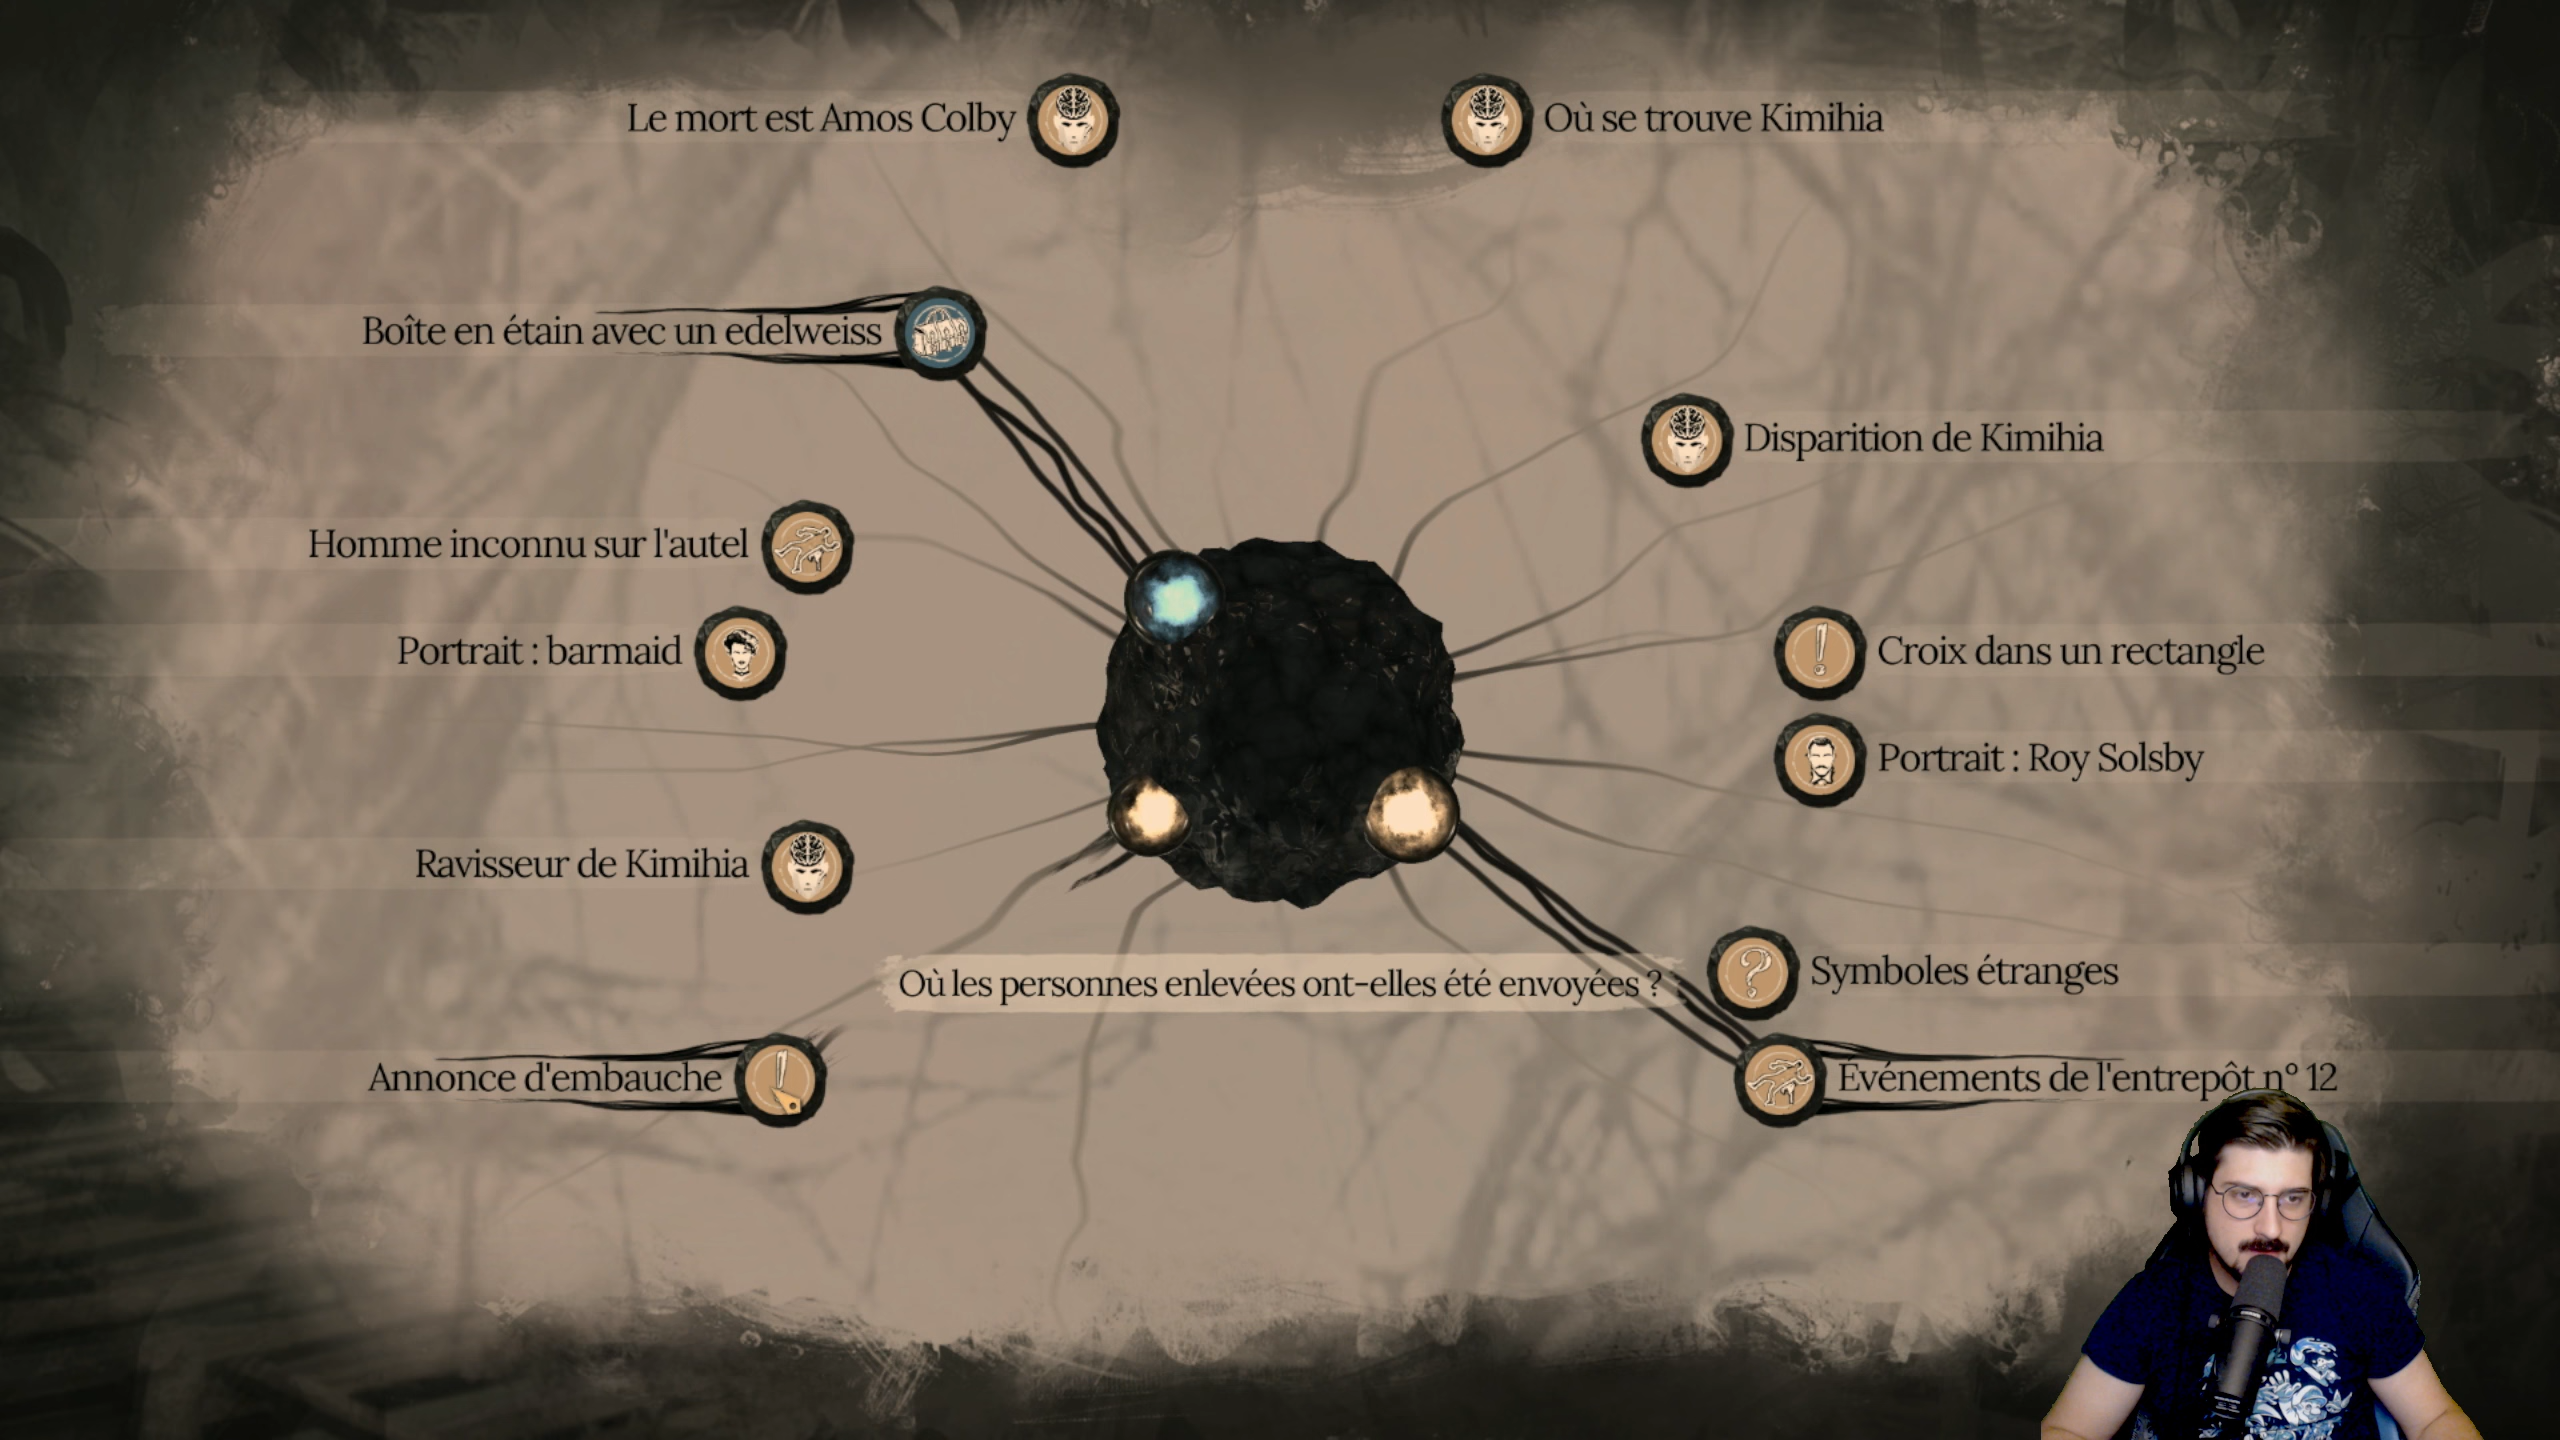 Le mort est Amos Colby
Où se trouve Kimihia
Boîte en étain avec un edelweiss
Disparition de Kimihia
Homme inconnu sur l'autel
Portrait : barmaid
Croix dans un rectangle
Portrait : Roy Solsby
Ravisseur de Kimihia
Où les personnes enlevées ont-elles été envoyées ?
Symboles étranges
Annonce d'embauche
Événements de l'entrepôt n° 12